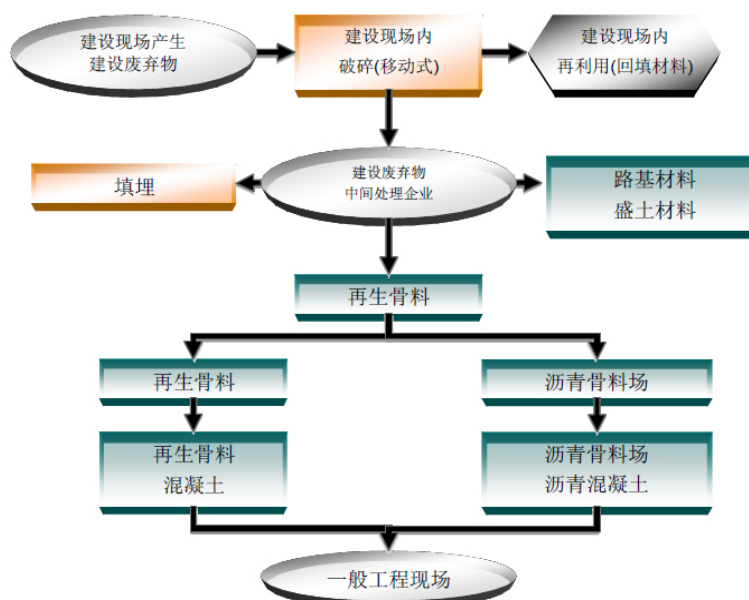 建设现场产生
建设废弃物
建设现场内
破碎(移动式)
建设现场内
再利用(回填材料)
填埋
建设废弃物
中间处理企业
路基材料
盛土材料
再生骨料
再生骨料
沥青骨料场
再生骨料
混凝土
沥青骨料场
沥青混凝土
一般工程现场